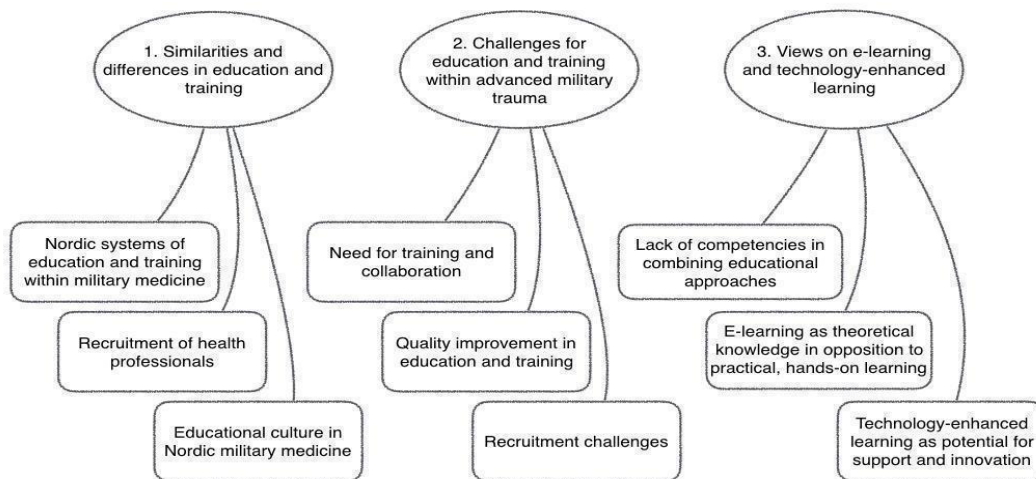 1. Similarities and
differences in education and
training
2. Challenges for
education and training
within advanced military
trauma
3. Views on e-learning
and technology-enhanced
learning
Nordic systems of
education and training
within military medicine
Recruitment of health
professionals
Educational culture in
Nordic military medicine
Need for training and
collaboration
Quality improvement in
education and training
Recruitment challenges
Lack of competencies in
combining educational
approaches
E-learning as theoretical
knowledge in opposition to
practical, hands-on learning
Technology-enhanced
learning as potential for
support and innovation